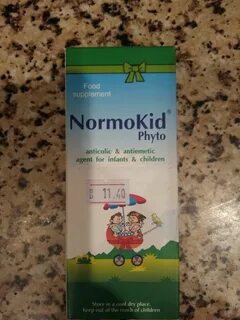 Food
supplement
NormoKid®
Phyto
anticolic & antiemetic
agent for infants & children
11.40
Store in a cool dry place.
Keep out of the reach of children